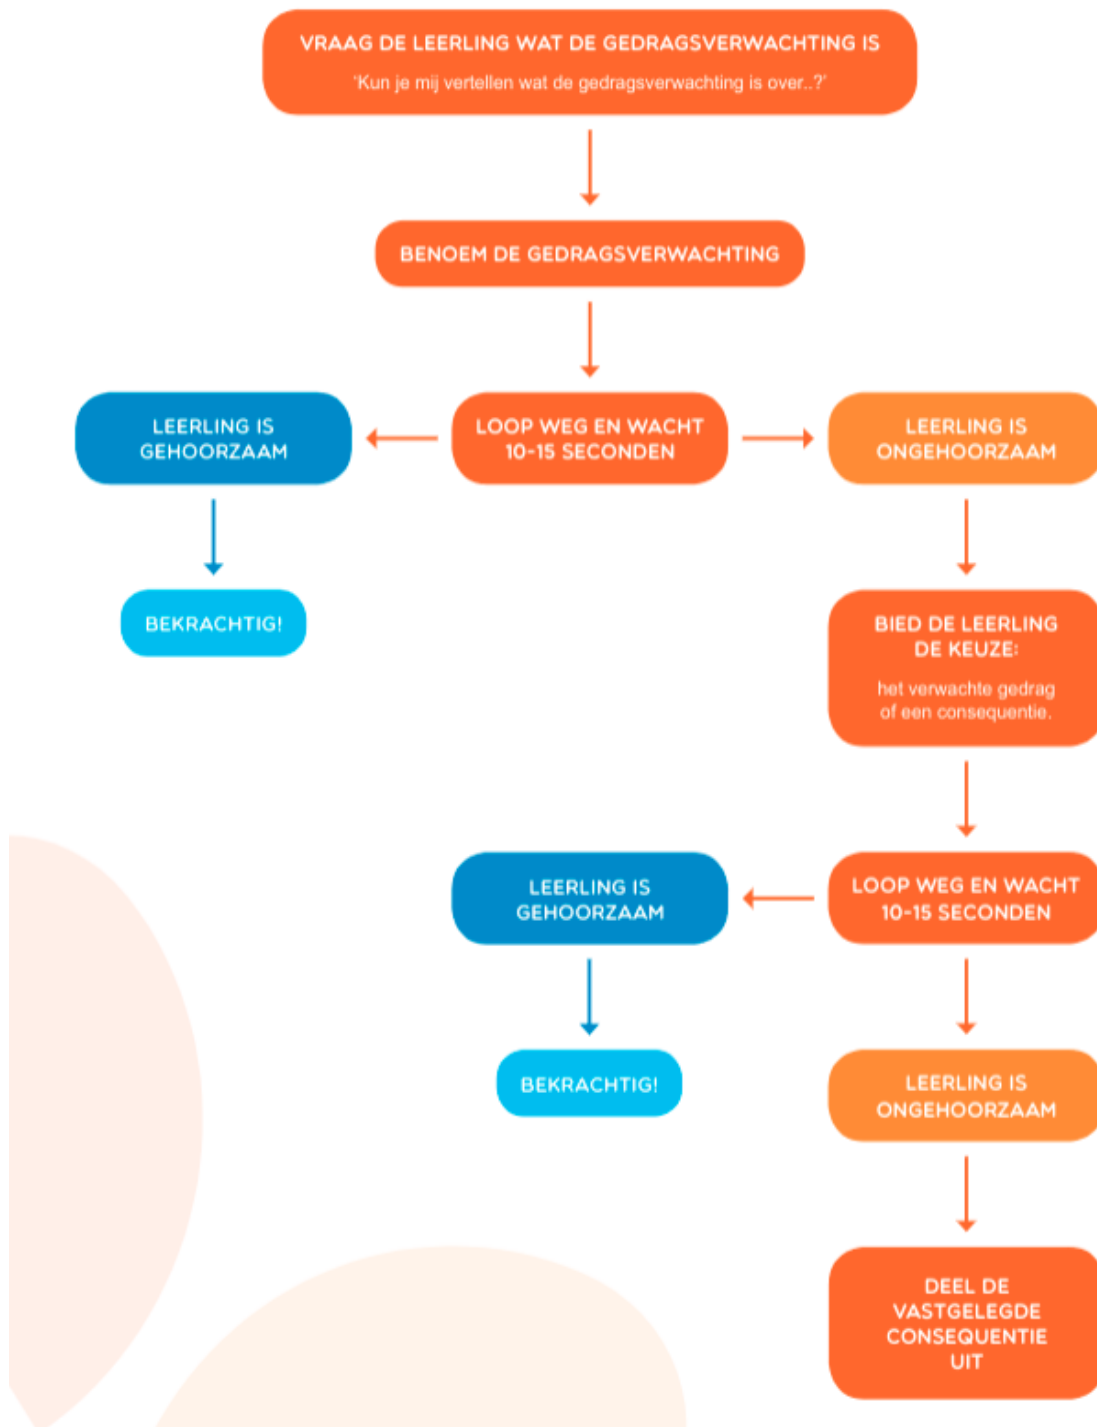 VRAAG DE LEERLING WAT DE GEDRAGSVERWACHTING IS
'Kun je mij vertellen wat de gedragsverwachting is over..?'
BENOEM DE GEDRAGSVERWACHTING
LEERLING IS
GEHOORZAAM
LOOP WEG EN WACHT
10-15 SECONDEN
LEERLING IS
ONGEHOORZAAM
BEKRACHTIG!
BIED DE LEERLING
DE KEUZE:
het verwachte gedrag
of een consequentie.
LEERLING IS
GEHOORZAAM
LOOP WEG EN WACHT
10-15 SECONDEN
BEKRACHTIG!
LEERLING IS
ONGEHOORZAAM
DEEL DE
VASTGELEGDE
CONSEQUENTIE
UIT